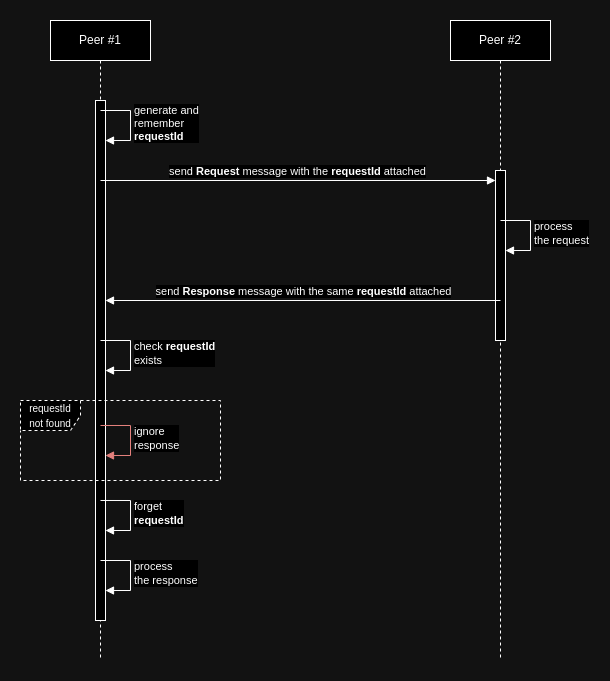 Peer #1
Peer #2
generate and
remember
requestId
send Request message with the requestId attached
process
the request
send Response message with the same requestId attached
check requestId
exists
requestId
not found
ignore
response
forget
requestId
process
the response